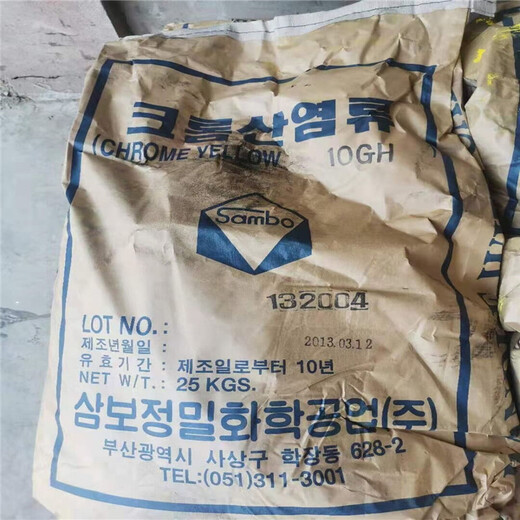 크롬산염류
(CHROME YELLOW 10GH
Sambo
132004
LOT NO.:
제조년월일 : 2013.03.12
유효기간 : 제조일로부터 10년
NET W/T.: 25 KGS.
삼보정밀화학공업(주)
부산광역시 사상구 학장동 628-2
TEL:(051)311-3001